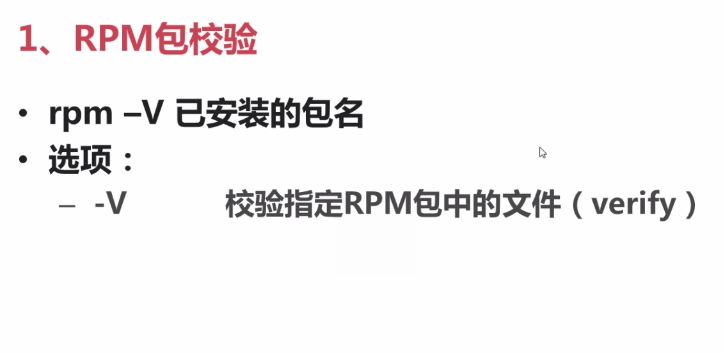 1、RPM包校验
• rpm –V 已安装的包名
• 选项：
– -V 校验指定RPM包中的文件（verify）